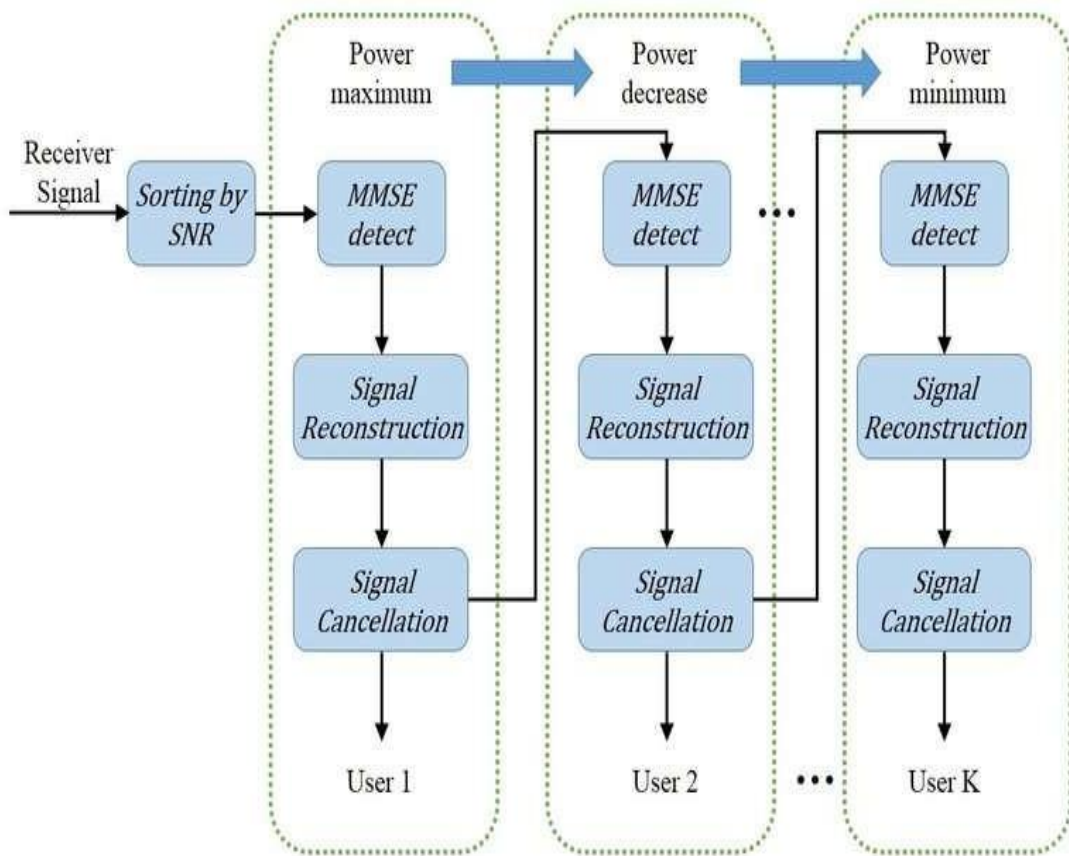 Power
maximum
Power
decrease
Power
minimum
Receiver
Signal
Sorting by
SNR
MMSE
detect
MMSE
detect
•••
MMSE
detect
Signal
Reconstruction
Signal
Reconstruction
Signal
Reconstruction
Signal
Cancellation
Signal
Cancellation
Signal
Cancellation
User 1
User 2
•••
User K